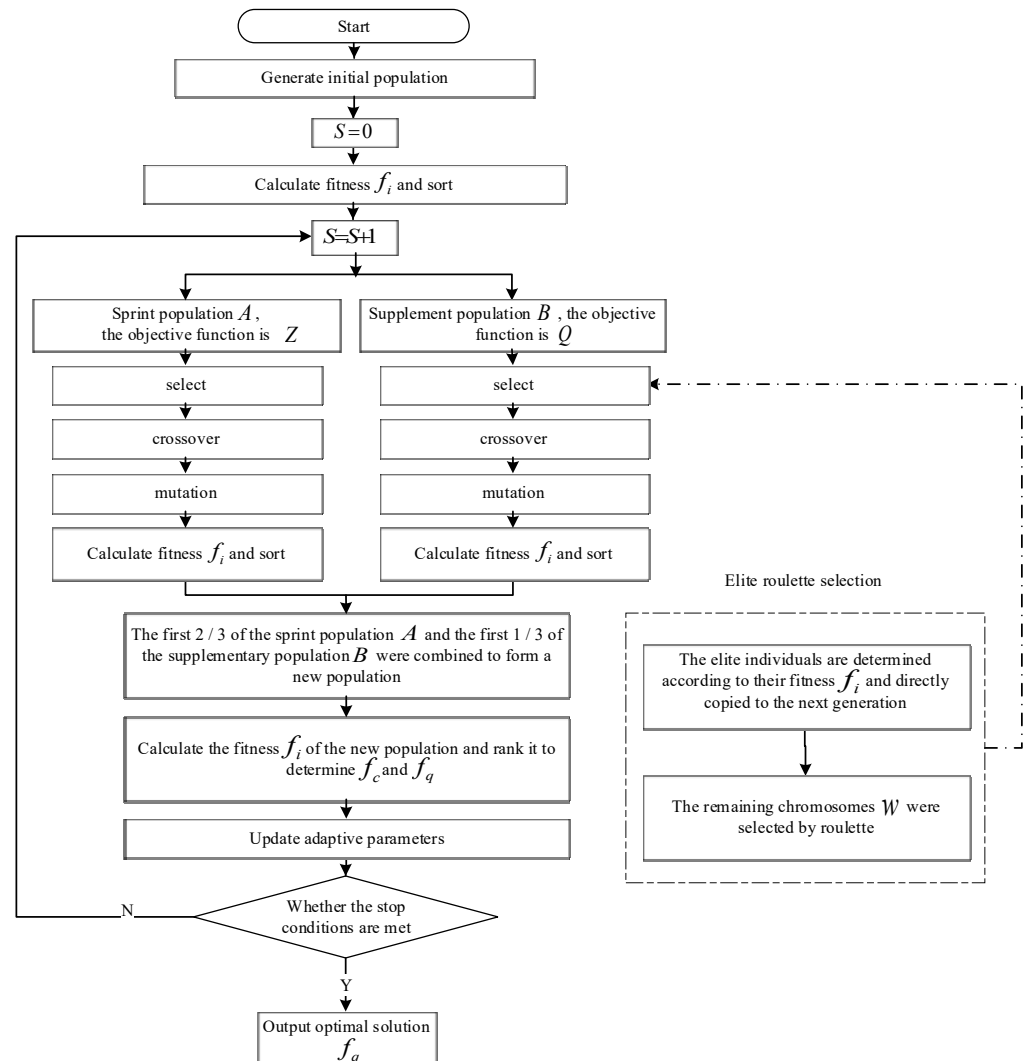 Start
Generate initial population
S=0
Calculate fitness f_i and sort
S=S+1
Sprint population A ,
the objective function is Z
Supplement population B , the objective
function is Q
select
select
crossover
crossover
mutation
mutation
Calculate fitness f_i and sort
Calculate fitness f_i and sort
Elite roulette selection
The first 2 / 3 of the sprint population A and the first 1 / 3 of
the supplementary population B were combined to form a
new population
The elite individuals are determined
according to their fitness f_i and directly
copied to the next generation
Calculate the fitness f_i of the new population and rank it to
determine f_c and f_q
The remaining chromosomes W were
selected by roulette
Update adaptive parameters
Whether the stop
conditions are met
N
Y
Output optimal solution
f_q